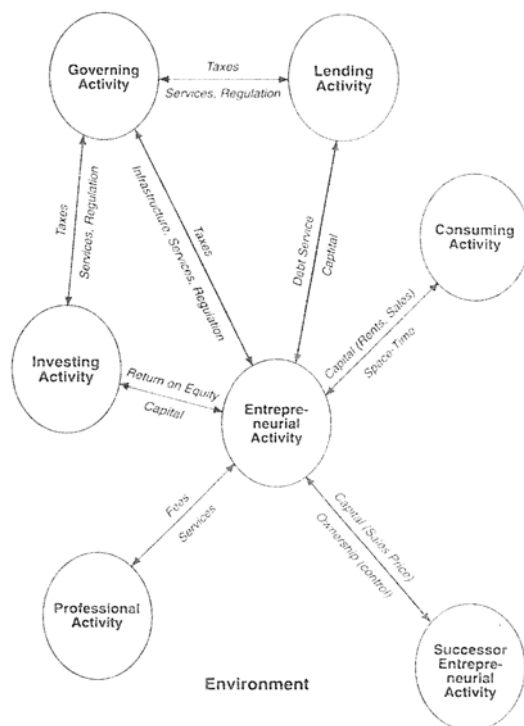 Governing
Activity
Taxes
Services, Regulation
Lending
Activity
Taxes
Services, Regulation
Taxes
Infrastructure, Services, Regulation
Debt Service
Captital
Consuming
Activity
Capital (Rents, Sales)
Space-Time
Investing
Activity
Return on Equity
Capital
Entrepre-
neurial
Activity
Fees
Services
Capital (Sales Price)
Ownership (control)
Professional
Activity
Successor
Entrepre-
neurial
Activity
Environment